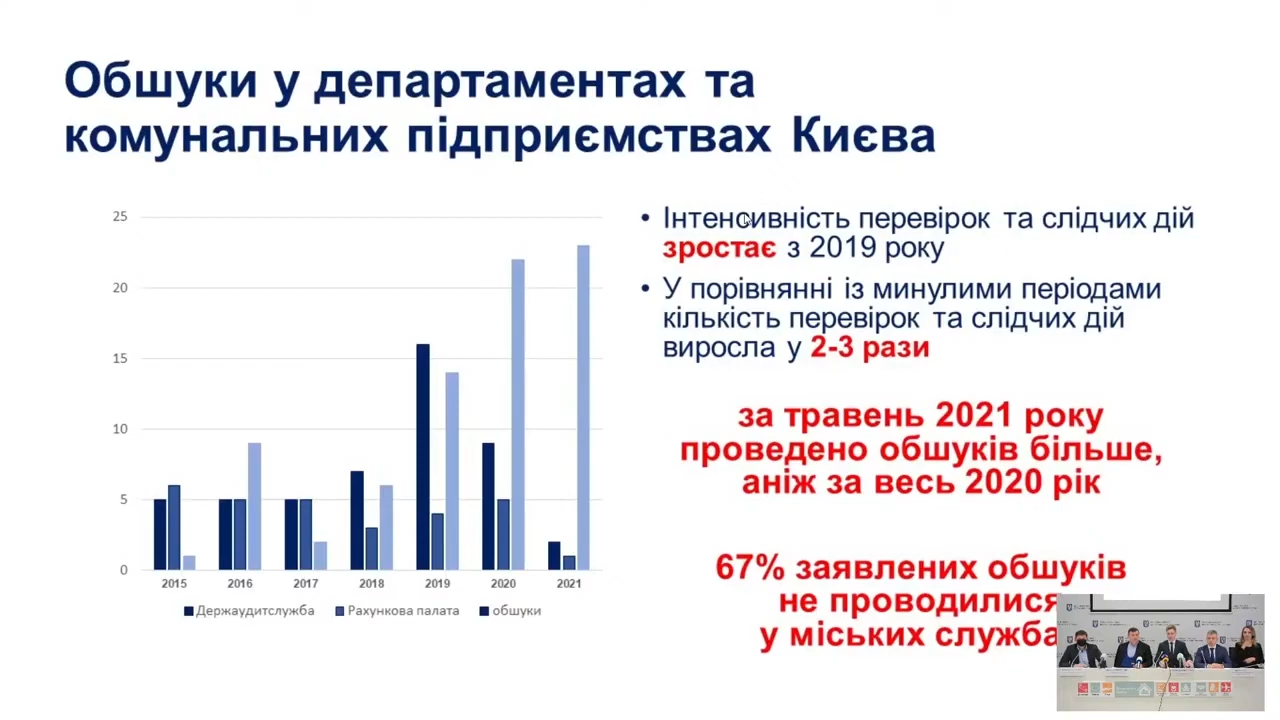 Обшуки у департаментах та
комунальних підприємствах Києва
25
20
15
10
5
0
2015 2016 2017 2018 2019 2020 2021
Держаудитслужба Рахункова палата обшуки
• Інтенсивність перевірок та слідчих дій
зростає з 2019 року
• У порівнянні із минулими періодами
кількість перевірок та слідчих дій
виросла у 2-3 рази
за травень 2021 року
проведено обшуків більше,
аніж за весь 2020 рік
67% заявлених обшуків
не проводилися
у міських служба